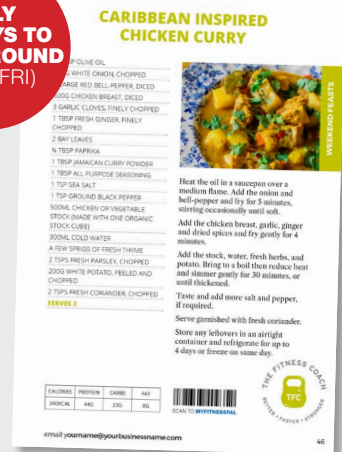 LY
YS TO
ROUND
FRI)
CARIBBEAN INSPIRED
CHICKEN CURRY
OLIVE OIL
WHITE ONION, CHOPPED
LARGE RED BELL-PEPPER, DICED
CHICKEN BREAST, DICED
3 GARLIC CLOVES, FINELY CHOPPED
1 TBSP FRESH GINGER, FINELY
CHOPPED
2 BAY LEAVES
¾ TBSP PAPRIKA
1 TBSP JAMAICAN CURRY POWDER
1 TBSP ALL PURPOSE SEASONING
1 TSP SEA SALT
1 TSP GROUND BLACK PEPPER
500ML CHICKEN OR VEGETABLE
STOCK (MADE WITH ONE ORGANIC
STOCK CUBE)
300ML COLD WATER
A FEW SPRIGS OF FRESH THYME
2 TSPS FRESH PARSLEY, CHOPPED
200G WHITE POTATO, PEELED AND
CHOPPED
2 TSPS FRESH CORIANDER, CHOPPED
SERVES 3
WEEKEND FEASTS
Heat the oil in a saucepan over a
medium flame. Add the onion and
bell-pepper and fry for 5 minutes,
stirring occasionally until soft.
Add the chicken breast, garlic, ginger
and dried spices and fry gently for 4
minutes.
Add the stock, water, fresh herbs, and
potato. Bring to a boil then reduce heat
and simmer gently for 30 minutes, or
until thickened.
Taste and add more salt and pepper,
if required.
Serve garnished with fresh coriander.
Store any leftovers in an airtight
container and refrigerate for up to
4 days or freeze on same day.
CALORIES PROTEIN CARBS FAT
340KCAL 44G 23G 8G
SCAN TO MYFITNESSPAL
THE FITNESS COACH
TFC
BETTER • FASTER • STRONGER
email yourname@yourbusinessname.com
46